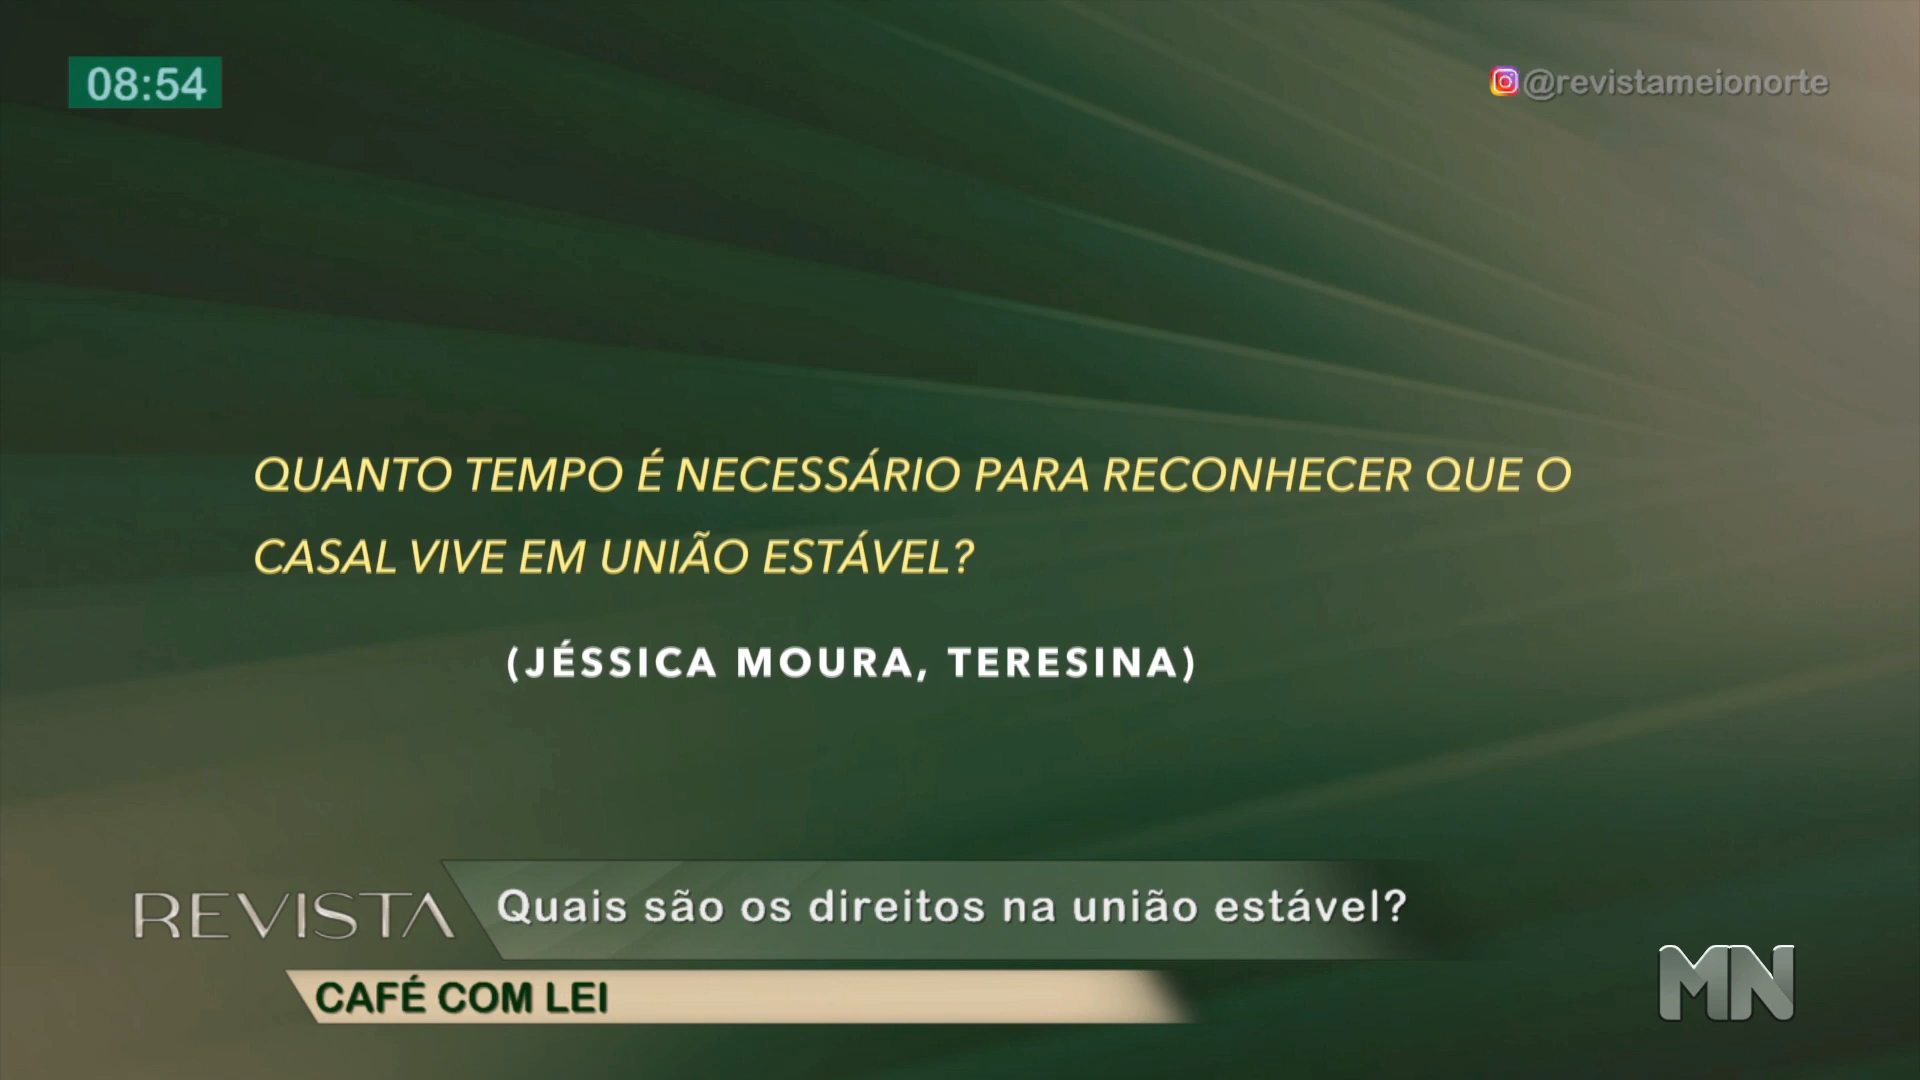 08:54
@revistameionorte
QUANTO TEMPO É NECESSÁRIO PARA RECONHECER QUE O
CASAL VIVE EM UNIÃO ESTÁVEL?
(JÉSSICA MOURA, TERESINA)
REVISTA
Quais são os direitos na união estável?
CAFÉ COM LEI
MN